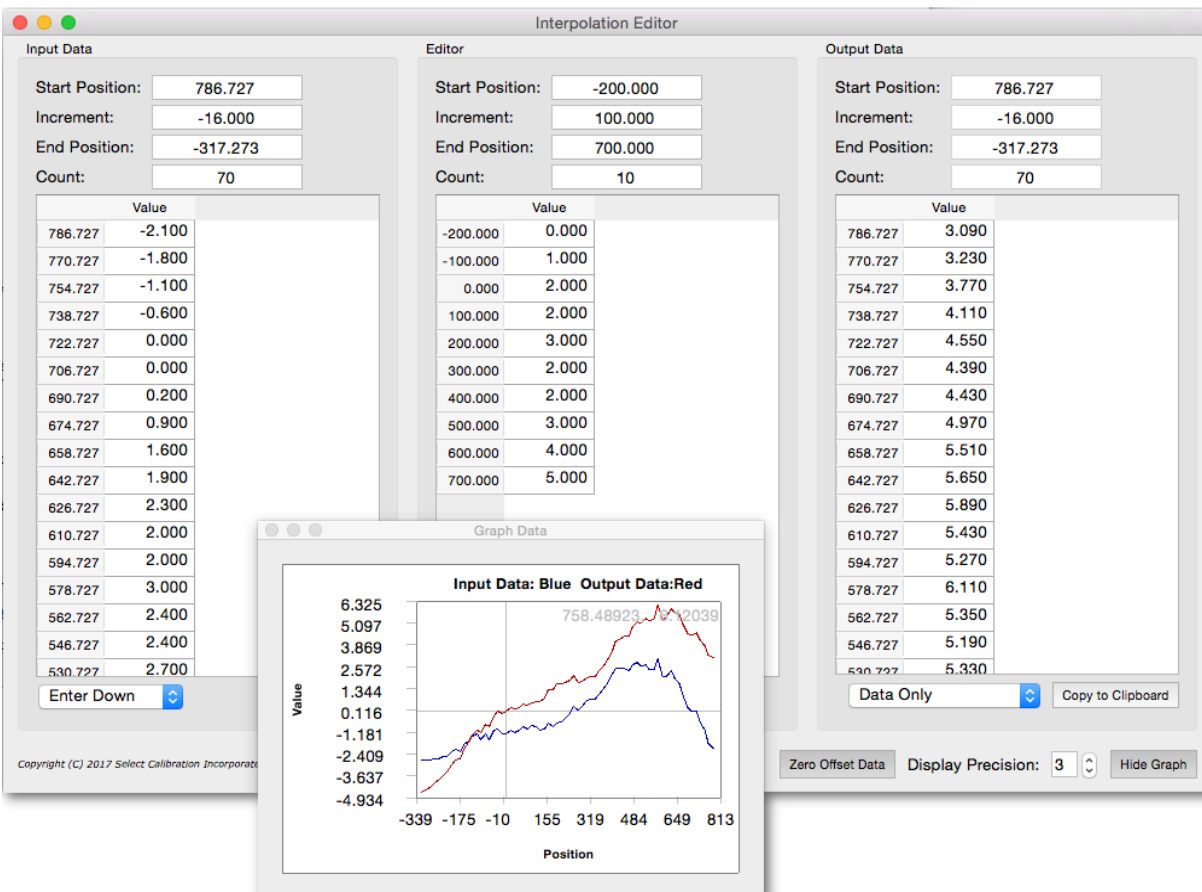 Interpolation Editor
Input Data
Start Position: 786.727
Increment: -16.000
End Position: -317.273
Count: 70
Value
786.727 -2.100
770.727 -1.800
754.727 -1.100
738.727 -0.600
722.727 0.000
706.727 0.000
690.727 0.200
674.727 0.900
658.727 1.600
642.727 1.900
626.727 2.300
610.727 2.000
594.727 2.000
578.727 3.000
562.727 2.400
546.727 2.400
530.727 2.700
Enter Down
Editor
Start Position: -200.000
Increment: 100.000
End Position: 700.000
Count: 10
Value
-200.000 0.000
-100.000 1.000
0.000 2.000
100.000 2.000
200.000 3.000
300.000 2.000
400.000 2.000
500.000 3.000
600.000 4.000
700.000 5.000
Output Data
Start Position: 786.727
Increment: -16.000
End Position: -317.273
Count: 70
Value
786.727 3.090
770.727 3.230
754.727 3.770
738.727 4.110
722.727 4.550
706.727 4.390
690.727 4.430
674.727 4.970
658.727 5.510
642.727 5.650
626.727 5.890
610.727 5.430
594.727 5.270
578.727 6.110
562.727 5.350
546.727 5.190
530.727 5.330
Data Only
Copy to Clipboard
Graph Data
Input Data: Blue Output Data:Red
758.48923, 6.12039
Value
6.325
5.097
3.869
2.572
1.344
0.116
-1.181
-2.409
-3.637
-4.934
-339 -175 -10 155 319 484 649 813
Position
Copyright (C) 2017 Select Calibration Incorporate
Zero Offset Data
Display Precision: 3
Hide Graph